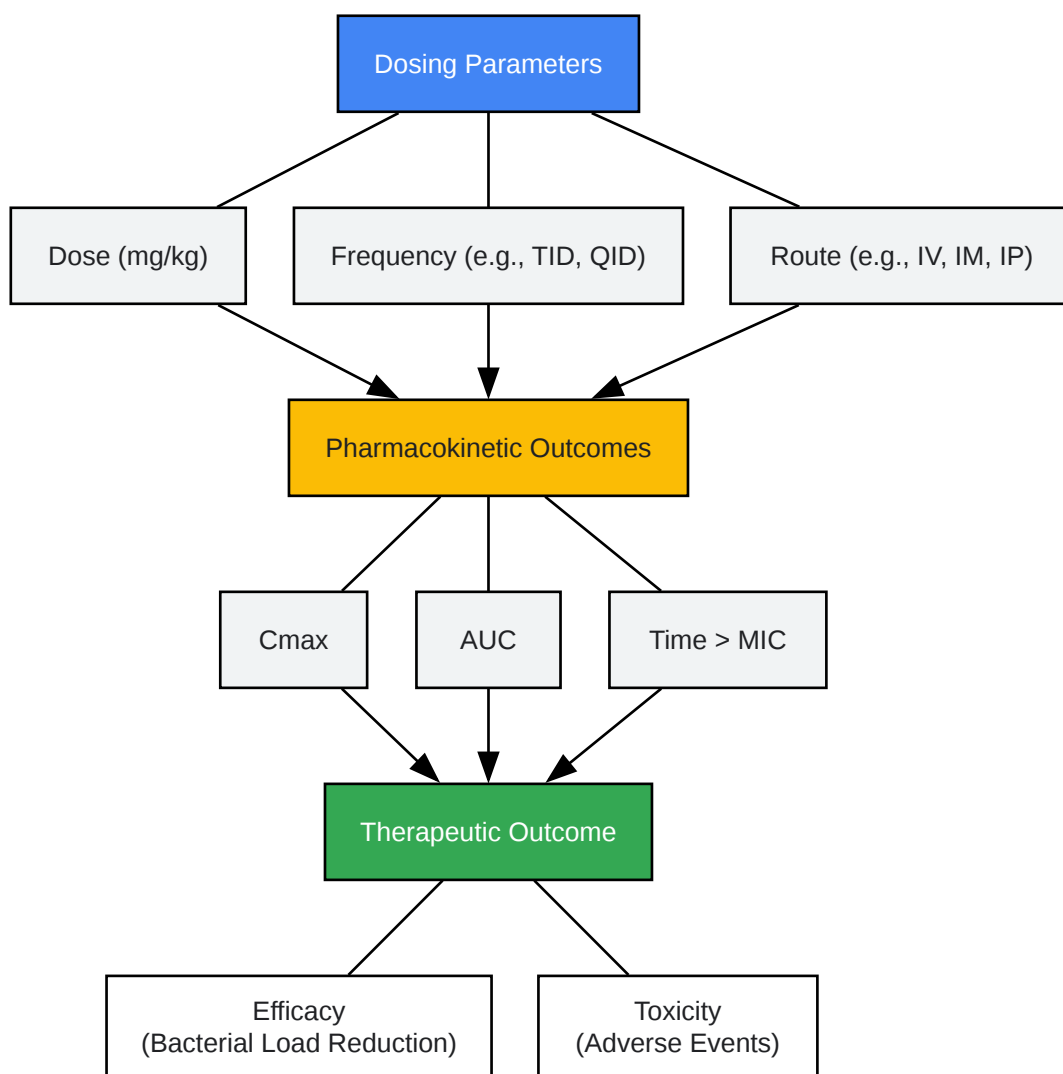 Dosing Parameters
Dose (mg/kg)
Frequency (e.g., TID, QID)
Route (e.g., IV, IM, IP)
Pharmacokinetic Outcomes
Cmax
AUC
Time > MIC
Therapeutic Outcome
Efficacy
(Bacterial Load Reduction)
Toxicity
(Adverse Events)